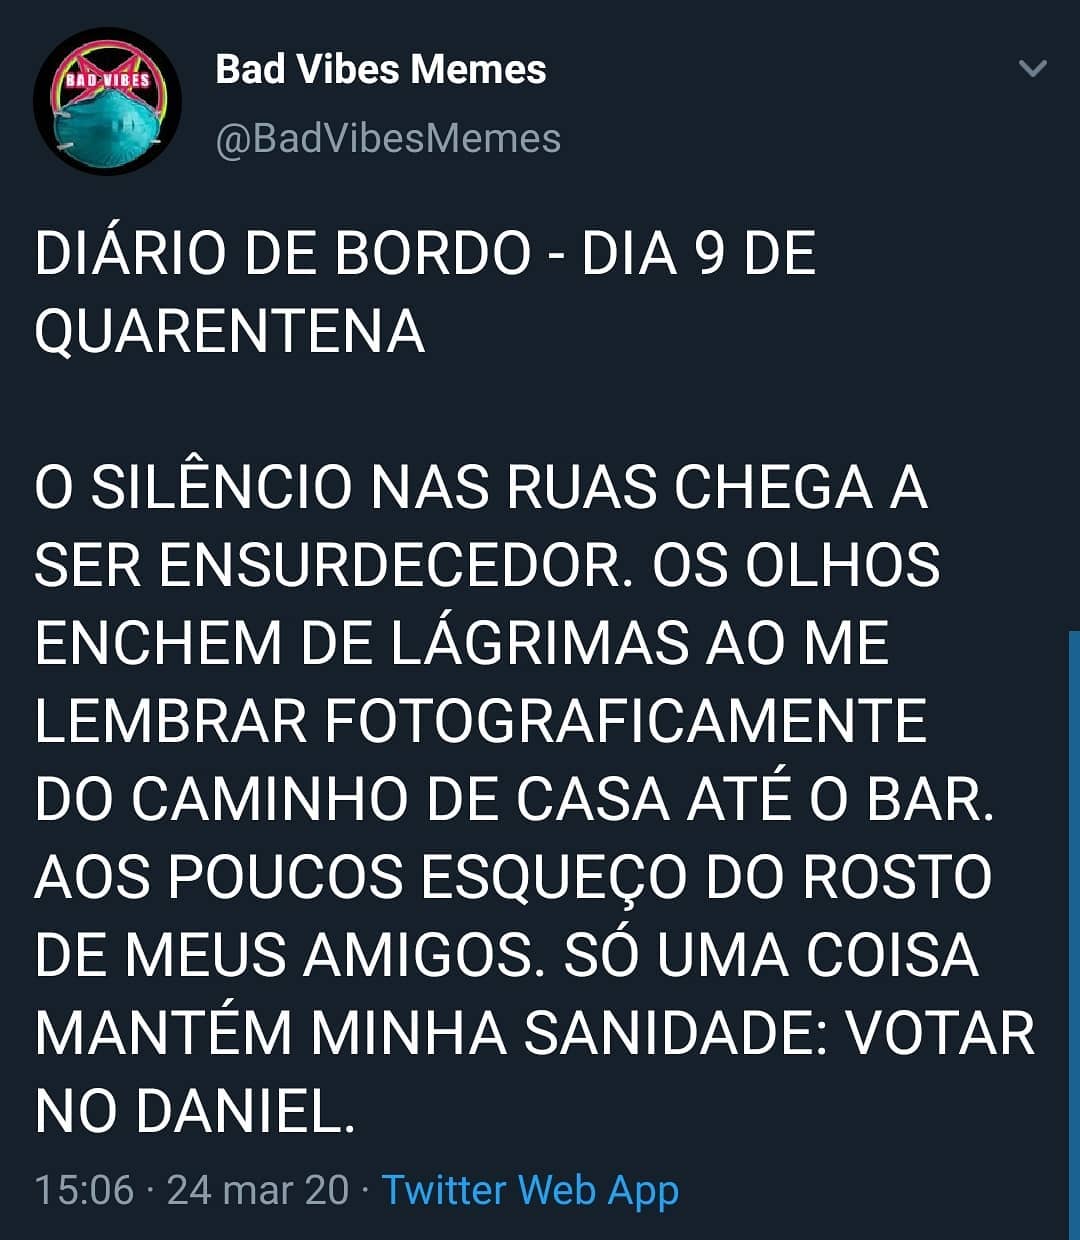 BAD VIBES
Bad Vibes Memes
@BadVibesMemes
DIÁRIO DE BORDO - DIA 9 DE
QUARENTENA
O SILÊNCIO NAS RUAS CHEGA A
SER ENSURDECEDOR. OS OLHOS
ENCHEM DE LÁGRIMAS AO ME
LEMBRAR FOTOGRAFICAMENTE
DO CAMINHO DE CASA ATÉ O BAR.
AOS POUCOS ESQUEÇO DO ROSTO
DE MEUS AMIGOS. SÓ UMA COISA
MANTÉM MINHA SANIDADE: VOTAR
NO DANIEL.
15:06 · 24 mar 20 · Twitter Web App